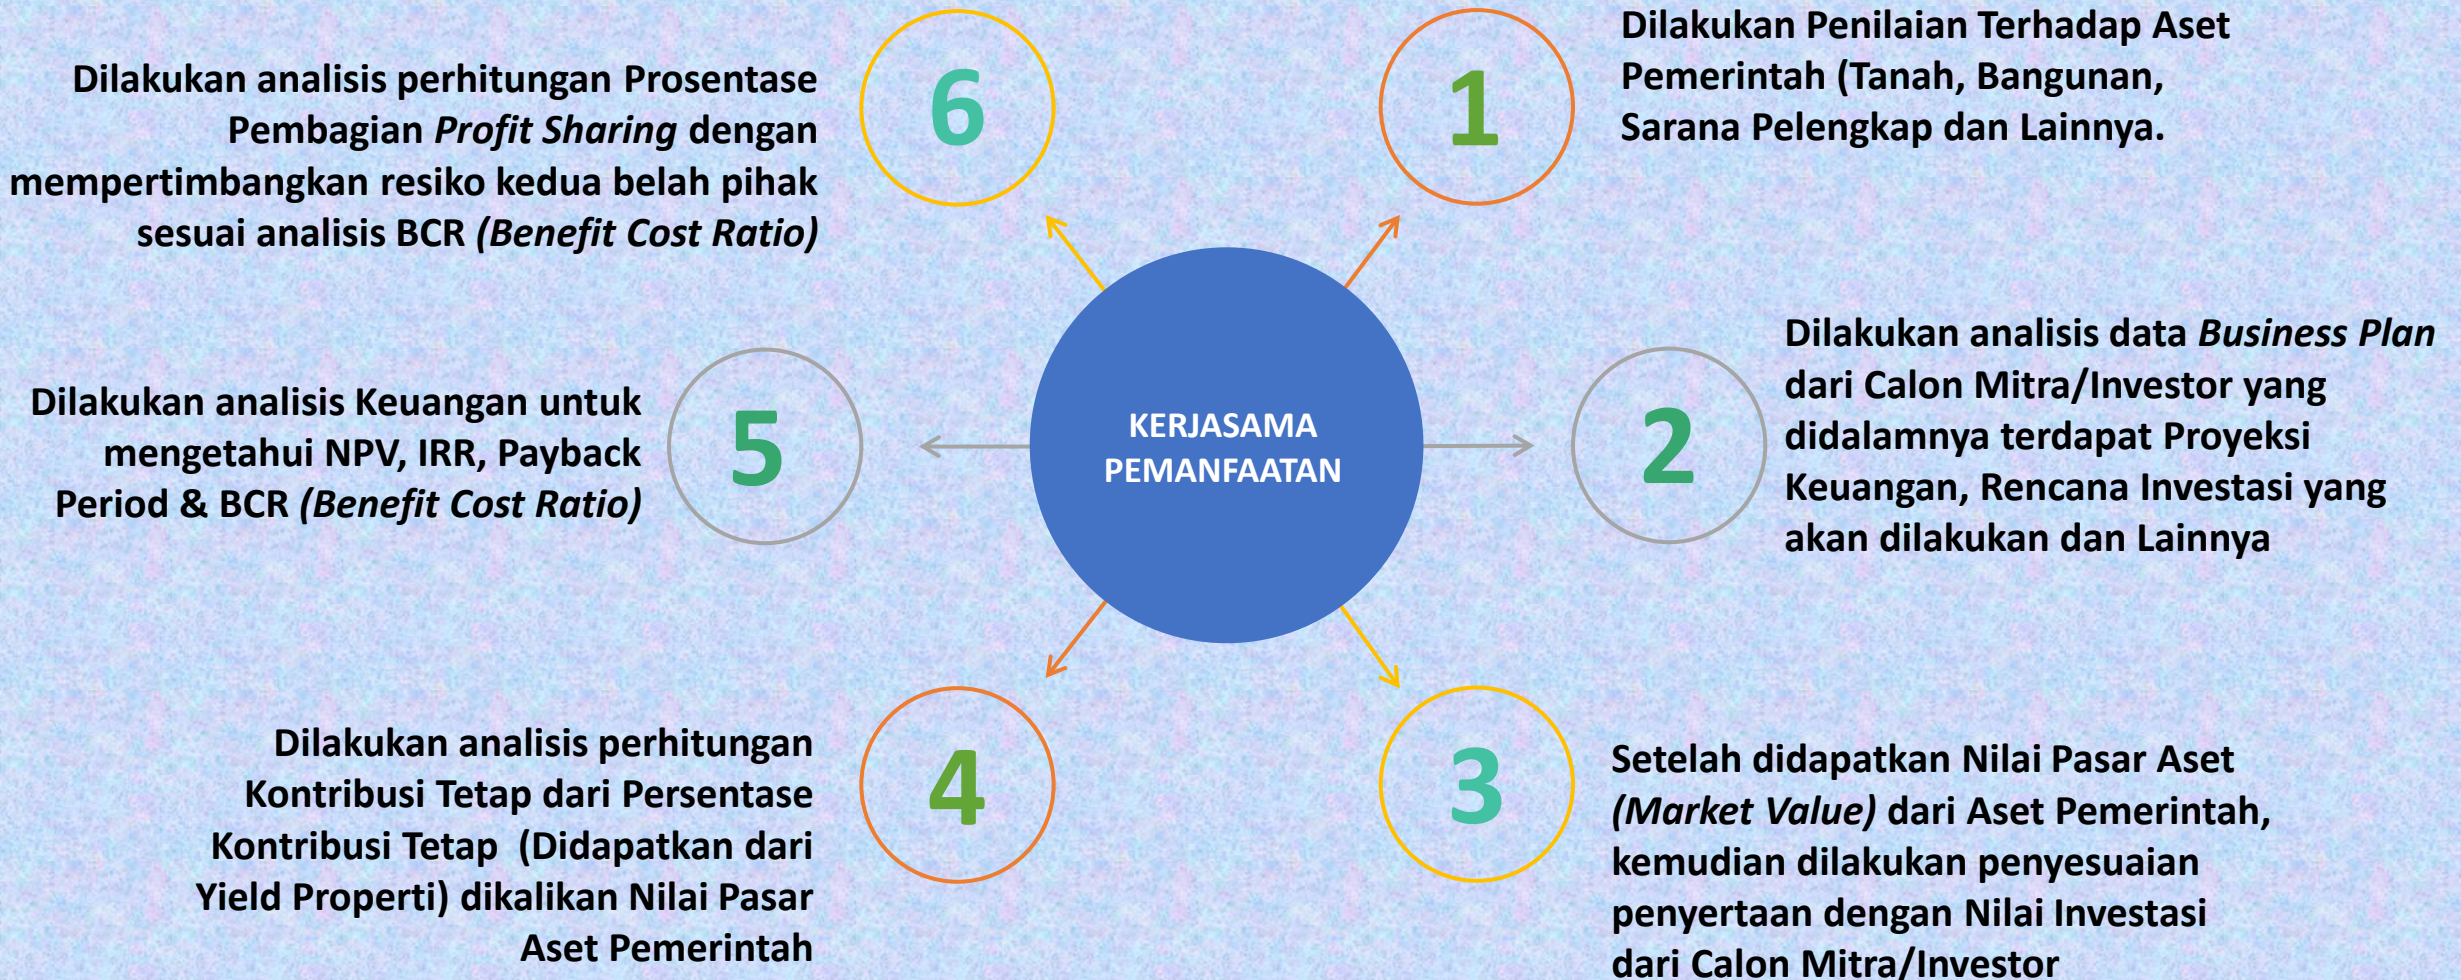 KERJASAMA
PEMANFAATAN
1
Dilakukan Penilaian Terhadap Aset
Pemerintah (Tanah, Bangunan,
Sarana Pelengkap dan Lainnya.
2
Dilakukan analisis data Business Plan
dari Calon Mitra/Investor yang
didalamnya terdapat Proyeksi
Keuangan, Rencana Investasi yang
akan dilakukan dan Lainnya
3
Setelah didapatkan Nilai Pasar Aset
(Market Value) dari Aset Pemerintah,
kemudian dilakukan penyesuaian
penyertaan dengan Nilai Investasi
dari Calon Mitra/Investor
4
Dilakukan analisis perhitungan
Kontribusi Tetap dari Persentase
Kontribusi Tetap (Didapatkan dari
Yield Properti) dikalikan Nilai Pasar
Aset Pemerintah
5
Dilakukan analisis Keuangan untuk
mengetahui NPV, IRR, Payback
Period & BCR (Benefit Cost Ratio)
6
Dilakukan analisis perhitungan Prosentase
Pembagian Profit Sharing dengan
mempertimbangkan resiko kedua belah pihak
sesuai analisis BCR (Benefit Cost Ratio)